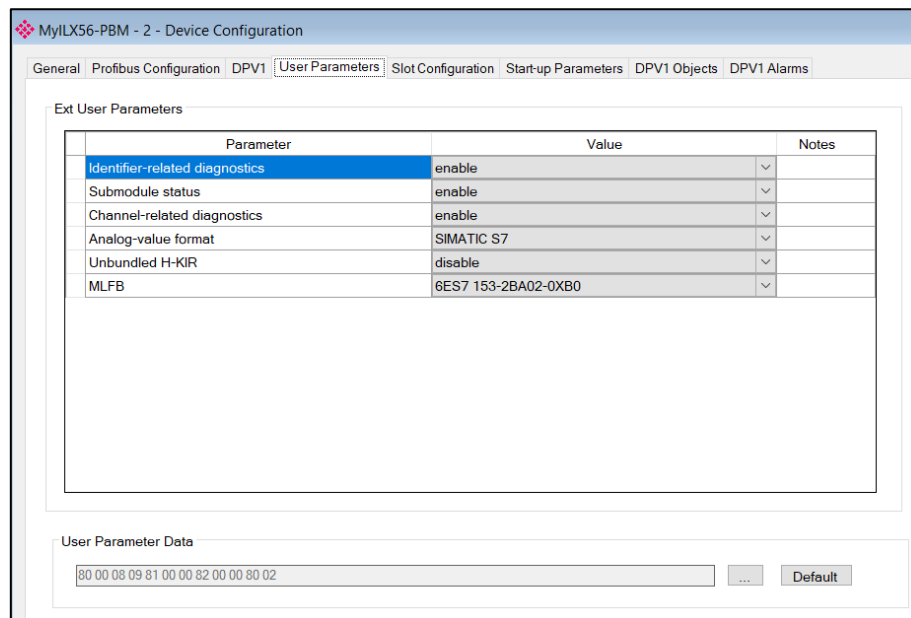 MyILX56-PBM - 2 - Device Configuration
General Profibus Configuration DPV1 User Parameters Slot Configuration Start-up Parameters DPV1 Objects DPV1 Alarms
Ext User Parameters
Parameter Value Notes
Identifier-related diagnostics enable
Submodule status enable
Channel-related diagnostics enable
Analog-value format SIMATIC S7
Unbundled H-KIR disable
MLFB 6ES7 153-2BA02-0XB0
User Parameter Data
80 00 08 09 81 00 00 82 00 00 80 02 ... Default